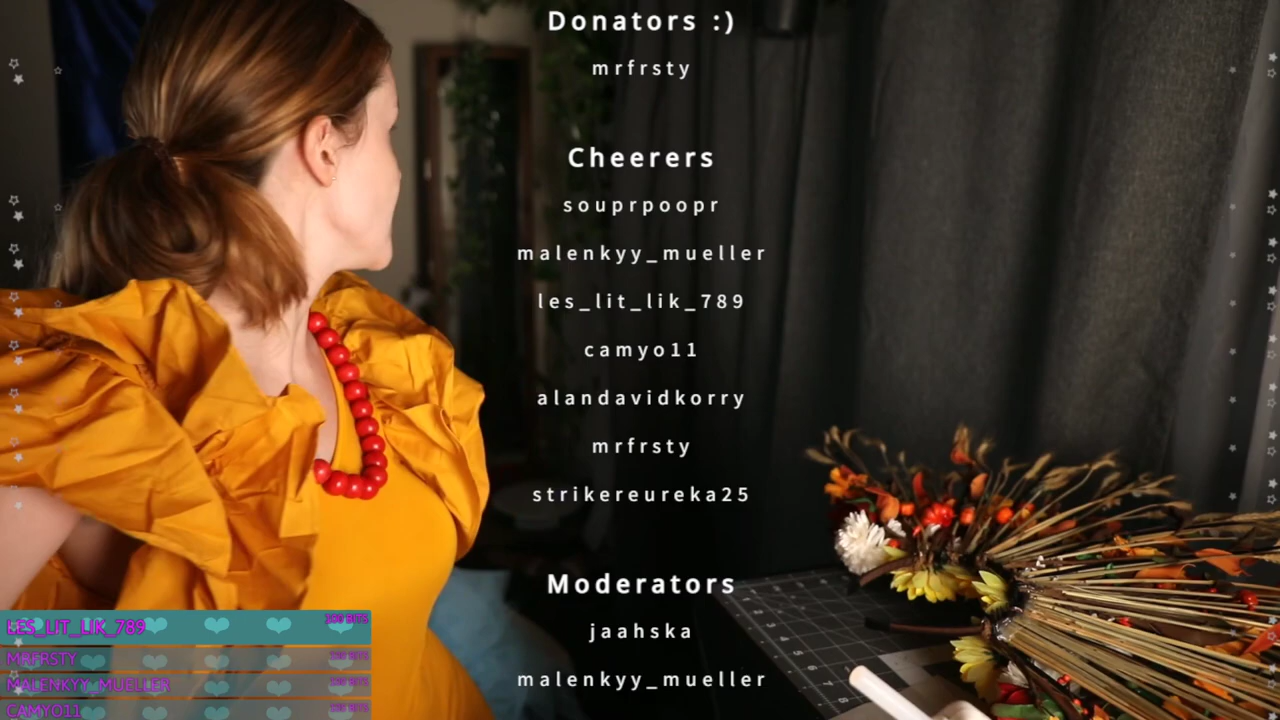 Donators :)
mrfrsty
Cheerers
souprpoopr
malenkyy_mueller
les_lit_lik_789
camyo11
alandavidkorry
mrfrsty
strikereureka25
Moderators
jaahska
malenkyy_mueller
LES_LIT_LIK_789
MRFRSTY
MALENKYY_MUELLER
CAMYO11